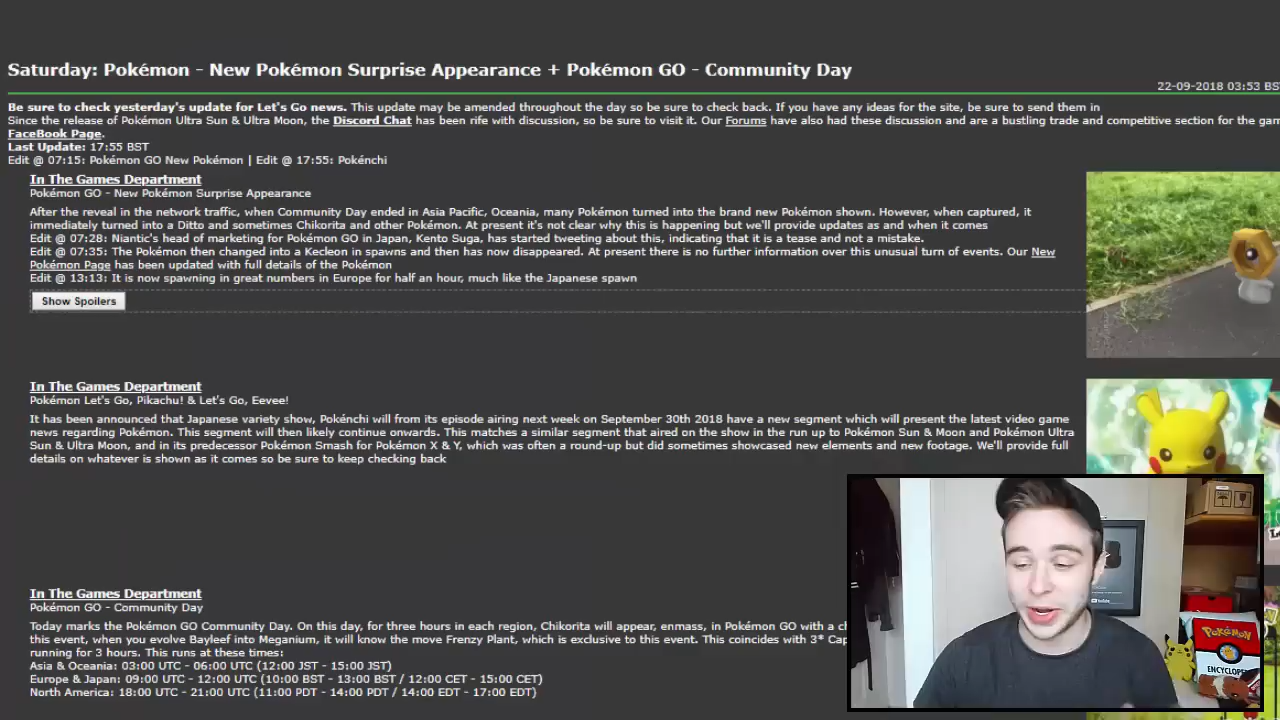 Saturday: Pokémon - New Pokémon Surprise Appearance + Pokémon GO - Community Day
22-09-2018 03:53 BST
Be sure to check yesterday's update for Let's Go news. This update may be amended throughout the day so be sure to check back. If you have any ideas for the site, be sure to send them in
Since the release of Pokémon Ultra Sun & Ultra Moon, the Discord Chat has been rife with discussion, so be sure to visit it. Our Forums have also had these discussion and are a bustling trade and competitive section for the gam
FaceBook Page.
Last Update: 17:55 BST
Edit @ 07:15: Pokémon GO New Pokémon | Edit @ 17:55: Pokénchi
In The Games Department
Pokémon GO - New Pokémon Surprise Appearance
After the reveal in the network traffic, when Community Day ended in Asia Pacific, Oceania, many Pokémon turned into the brand new Pokémon shown. However, when captured, it
immediately turned into a Ditto and sometimes Chikorita and other Pokémon. At present it's not clear why this is happening but we'll provide updates as and when it comes
Edit @ 07:28: Niantic's head of marketing for Pokémon GO in Japan, Kento Suga, has started tweeting about this, indicating that it is a tease and not a mistake.
Edit @ 07:35: The Pokémon then changed into a Kecleon in spawns and then has now disappeared. At present there is no further information over this unusual turn of events. Our New
Pokémon Page has been updated with full details of the Pokémon
Edit @ 13:13: It is now spawning in great numbers in Europe for half an hour, much like the Japanese spawn
Show Spoilers
In The Games Department
Pokémon Let's Go, Pikachu! & Let's Go, Eevee!
It has been announced that Japanese variety show, Pokénchi will from its episode airing next week on September 30th 2018 have a new segment which will present the latest video game
news regarding Pokémon. This segment will then likely continue onwards. This matches a similar segment that aired on the show in the run up to Pokémon Sun & Moon and Pokémon Ultra
Sun & Ultra Moon, and in its predecessor Pokémon Smash for Pokémon X & Y, which was often a round-up but did sometimes showcased new elements and new footage. We'll provide full
details on whatever is shown as it comes so be sure to keep checking back
In The Games Department
Pokémon GO - Community Day
Today marks the Pokémon GO Community Day. On this day, for three hours in each region, Chikorita will appear, enmass, in Pokémon GO with a ch
this event, when you evolve Bayleef into Meganium, it will know the move Frenzy Plant, which is exclusive to this event. This coincides with 3* Cap
running for 3 hours. This runs at these times:
Asia & Oceania: 03:00 UTC - 06:00 UTC (12:00 JST - 15:00 JST)
Europe & Japan: 09:00 UTC - 12:00 UTC (10:00 BST - 13:00 BST / 12:00 CET - 15:00 CET)
North America: 18:00 UTC - 21:00 UTC (11:00 PDT - 14:00 PDT / 14:00 EDT - 17:00 EDT)
POKéMON
ENCYCLOPE